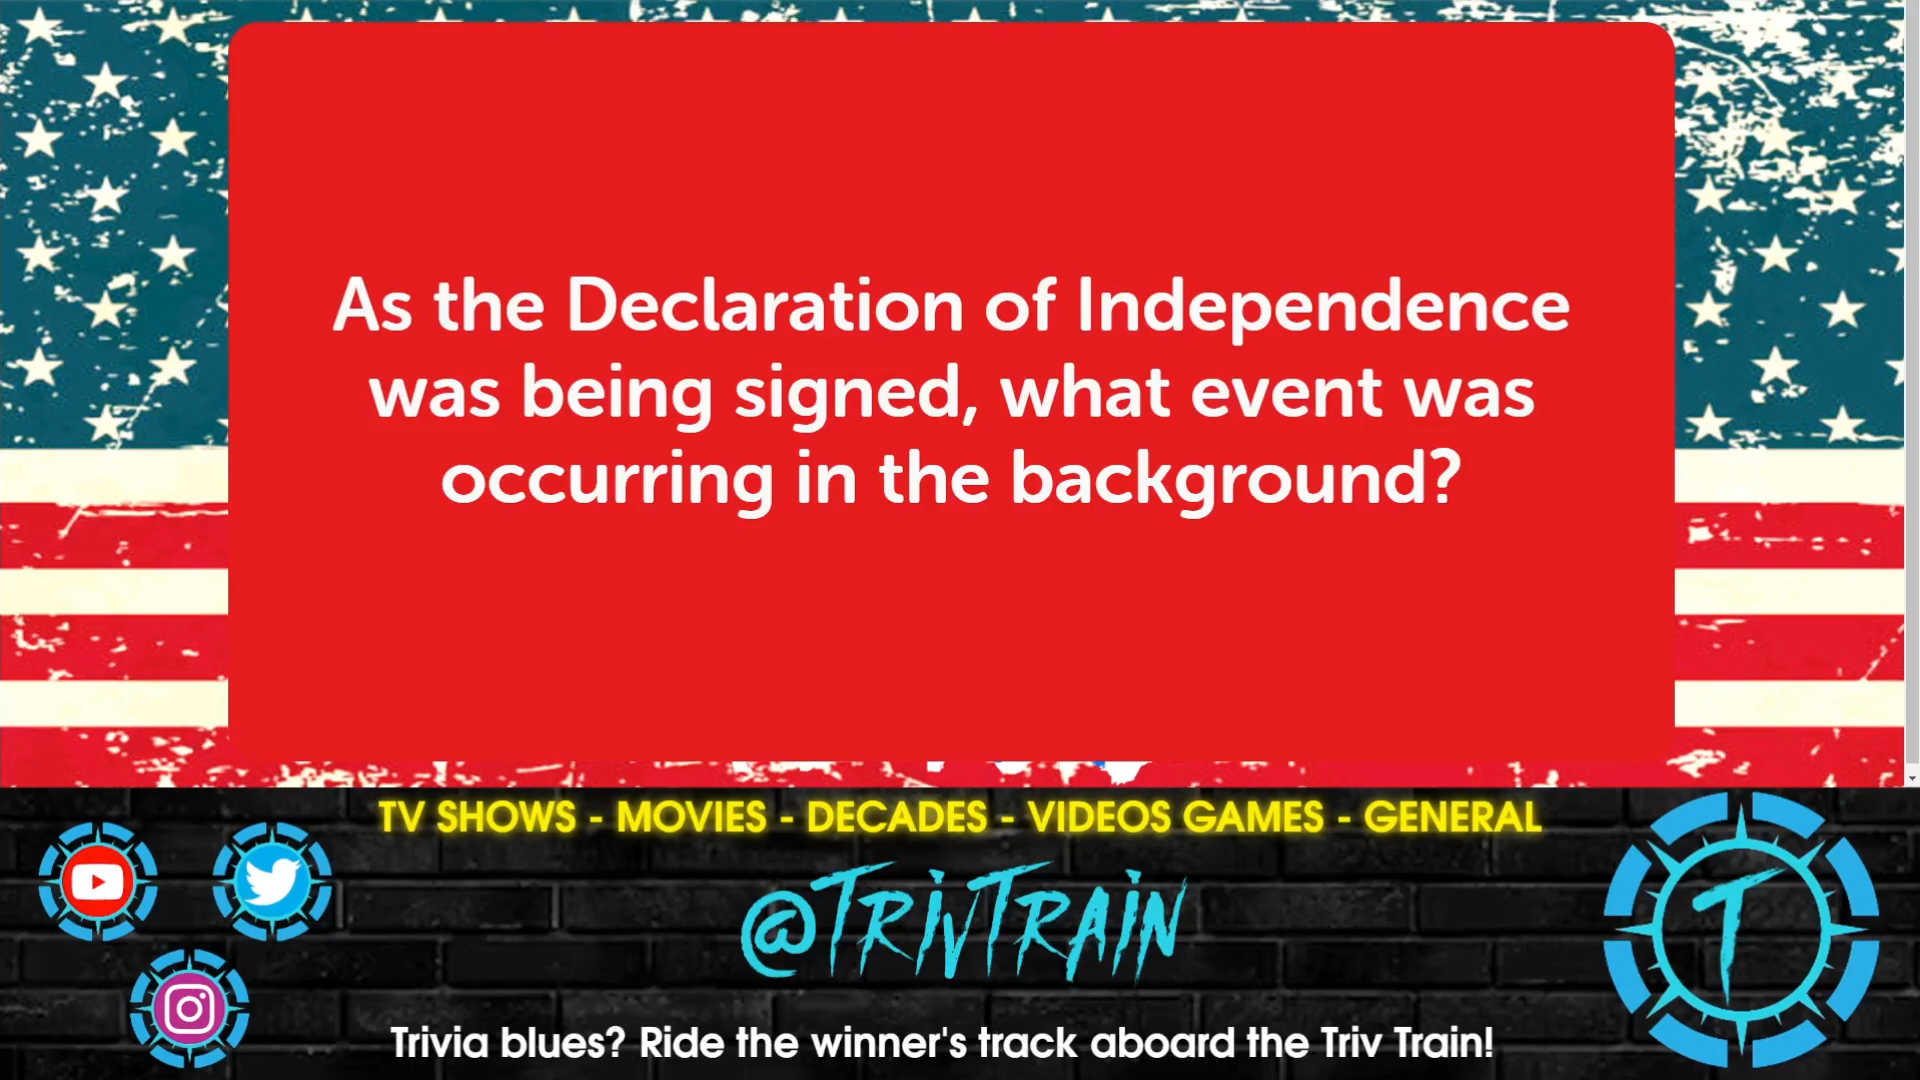 As the Declaration of Independence
was being signed, what event was
occurring in the background?
TV SHOWS - MOVIES - DECADES - VIDEOS GAMES - GENERAL
@TRIVTRAIN
T
Trivia blues? Ride the winner's track aboard the Triv Train!